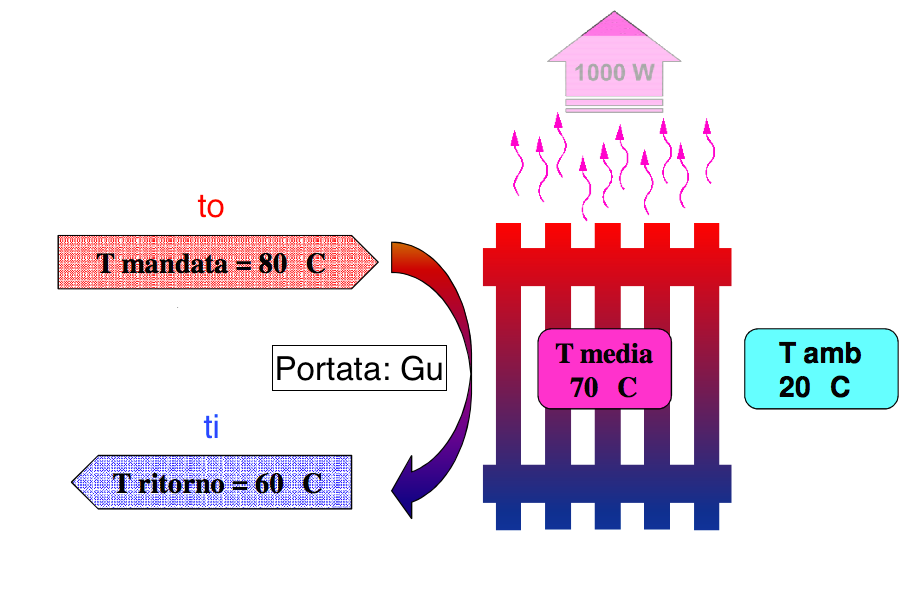 1000 W
to
T mandata = 80 C
T media
70 C
T amb
20 C
Portata: Gu
ti
T ritorno = 60 C